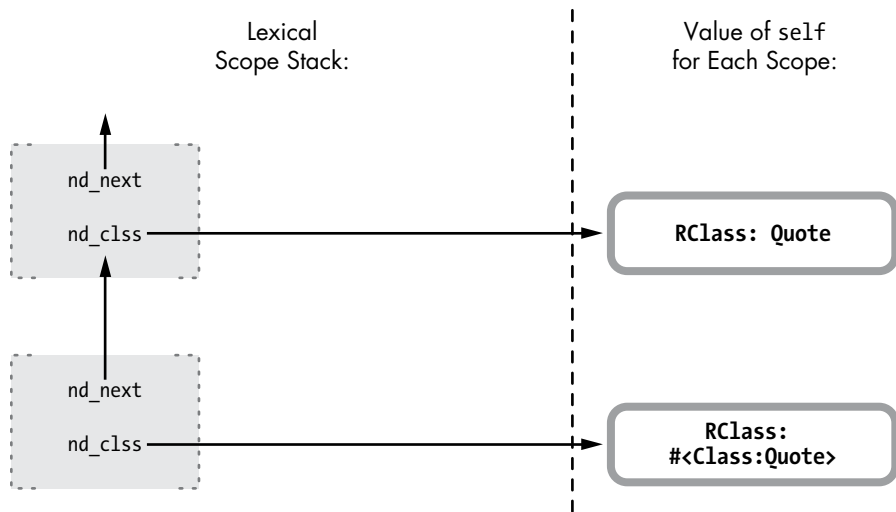 Lexical
Scope Stack:
Value of self
for Each Scope:
nd_next
nd_clss
RClass: Quote
nd_next
nd_clss
RClass:
#<Class:Quote>